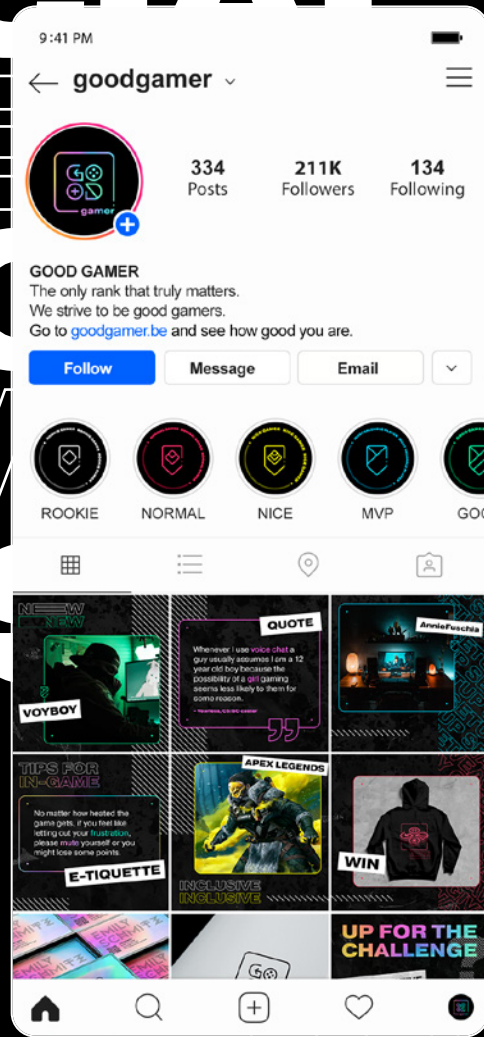 9:41 PM
goodgamer
GOOD
gamer
334
Posts
211K
Followers
134
Following
GOOD GAMER
The only rank that truly matters.
We strive to be good gamers.
Go to goodgamer.be and see how good you are.
Follow
Message
Email
ROOKIE
NORMAL
NICE
MVP
GOO
NEW
NEW
VOYBOY
QUOTE
Whenever I use voice chat a
guy usually assumes I am a 12
year old boy because the
possibility of a girl gaming
seems less likely to them for
some reason.
AnnieFuschia
TIPS FOR
IN-GAME
No matter how heated the
game gets, if you feel like
letting out your frustration,
please mute yourself or you
might lose some points.
E-TIQUETTE
APEX LEGENDS
INCLUSIVE
INCLUSIVE
WIN
UP FOR THE
CHALLENGE